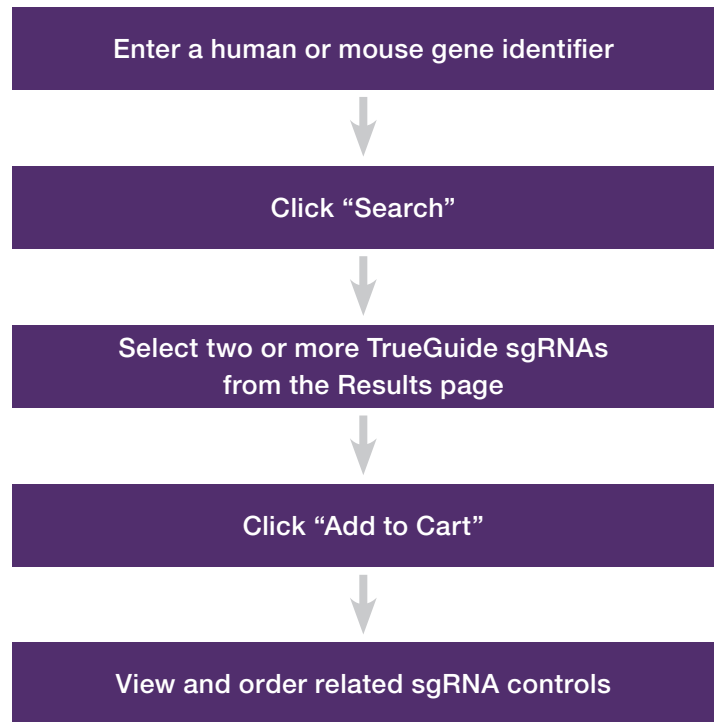 Enter a human or mouse gene identifier
Click “Search”
Select two or more TrueGuide sgRNAs
from the Results page
Click “Add to Cart”
View and order related sgRNA controls